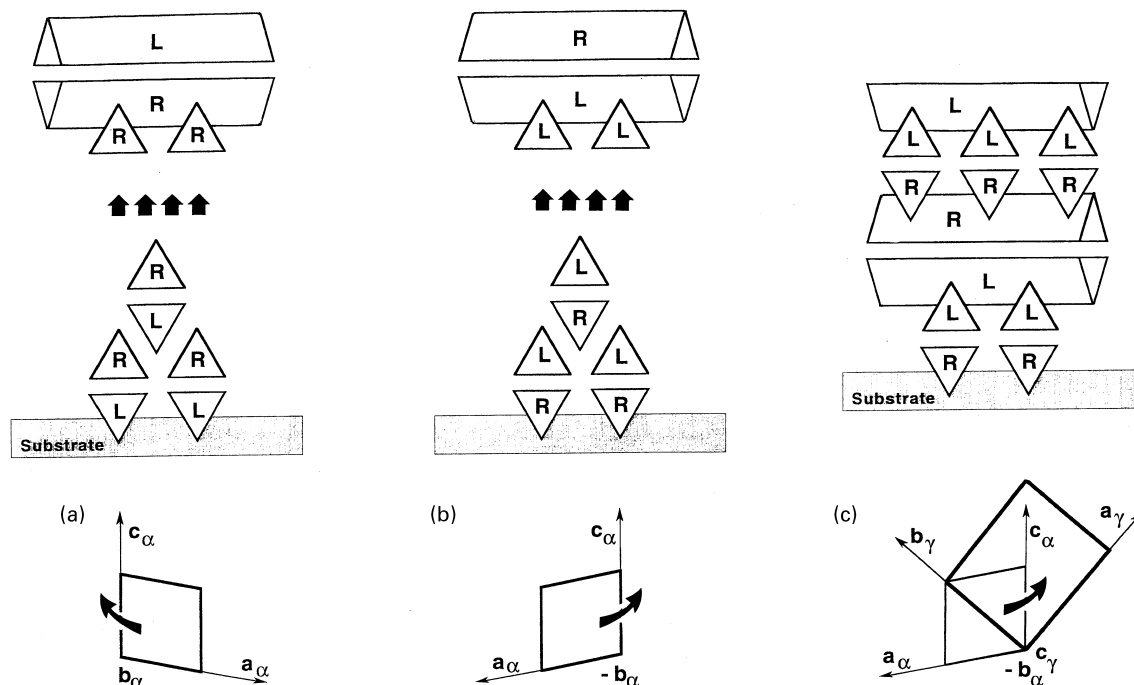 L
R
R R
R
L
R R
L L
Substrate
R
L
L L
L
R
L L
R R
Substrate
L
L L L
R R R
R
L
L L
R R
Substrate
(a)
c α
b α
a α
(b)
c α
a α
- b α
(c)
b γ
c α
a γ
a α
c γ
- b α